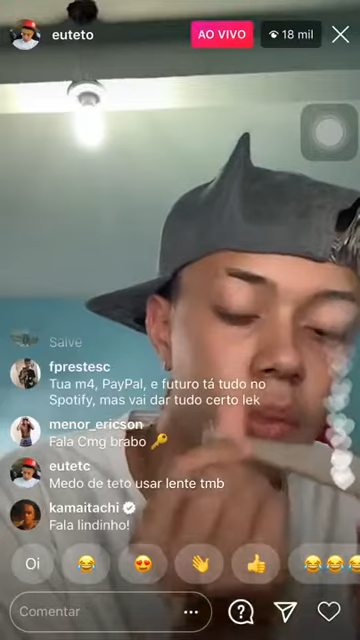 euteto
AO VIVO
18 mil
Salve
fprestesc
Tua m4, PayPal, e futuro tá tudo no
Spotify, mas vai dar tudo certo lek
menor_ericson
Fala Cmg brabo
eutetc
Medo de teto usar lente tmb
kamaitachi
Fala lindinho!
Oi
Comentar